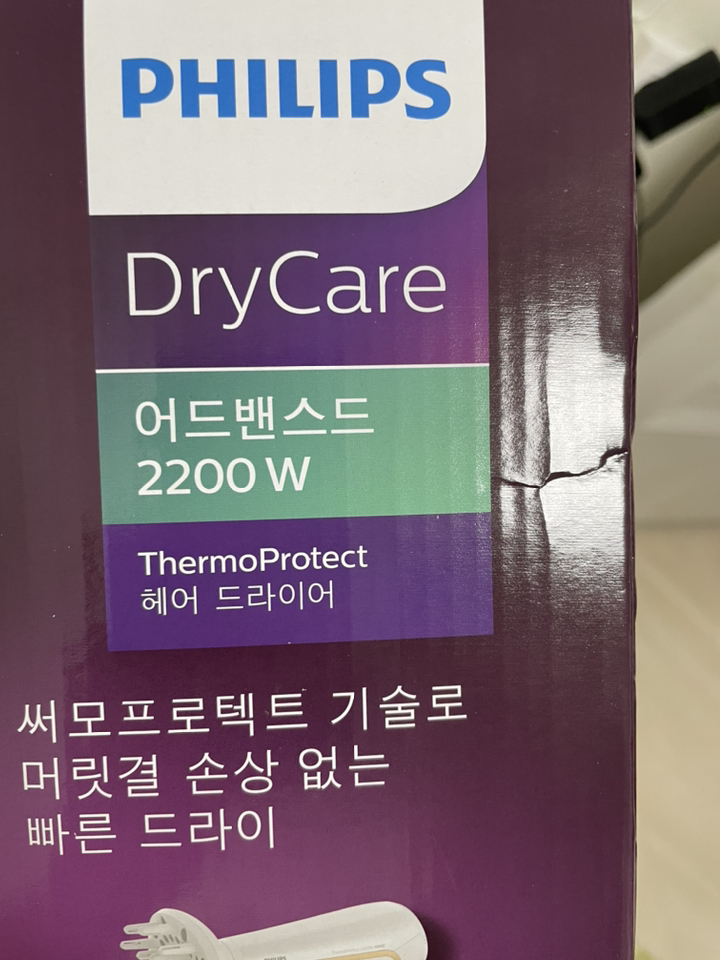 PHILIPS
DryCare
어드밴스드
2200 W
ThermoProtect
헤어 드라이어
써모프로텍트 기술로
머릿결 손상 없는
빠른 드라이
PHILIPS